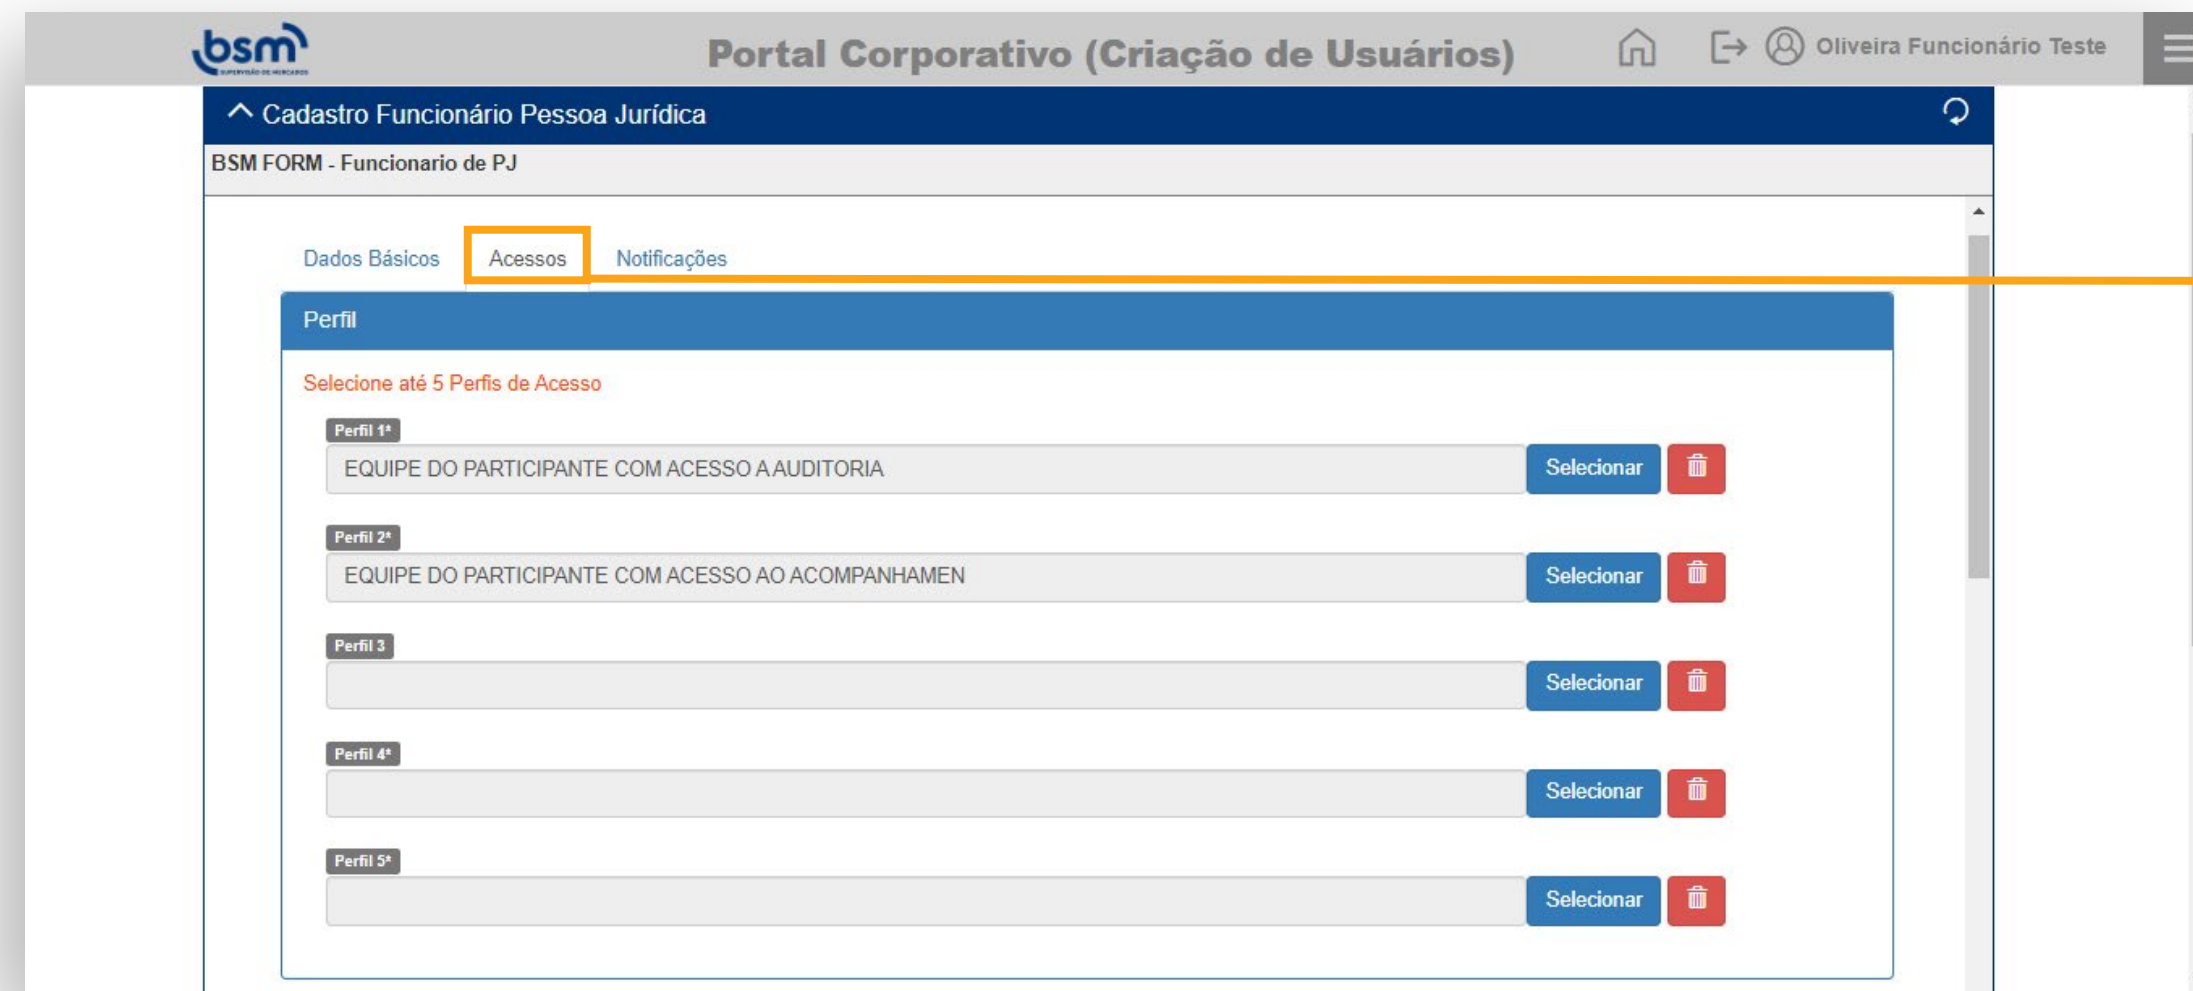 bsm
SUPERVISÃO DE MERCADOS
Portal Corporativo (Criação de Usuários)
Oliveira Funcionário Teste
Cadastro Funcionário Pessoa Jurídica
BSM FORM - Funcionario de PJ
Dados Básicos Acessos Notificações
Perfil
Selecione até 5 Perfis de Acesso
Perfil 1*
EQUIPE DO PARTICIPANTE COM ACESSO A AUDITORIA Selecionar
Perfil 2*
EQUIPE DO PARTICIPANTE COM ACESSO AO ACOMPANHAMEN Selecionar
Perfil 3
Selecionar
Perfil 4*
Selecionar
Perfil 5*
Selecionar